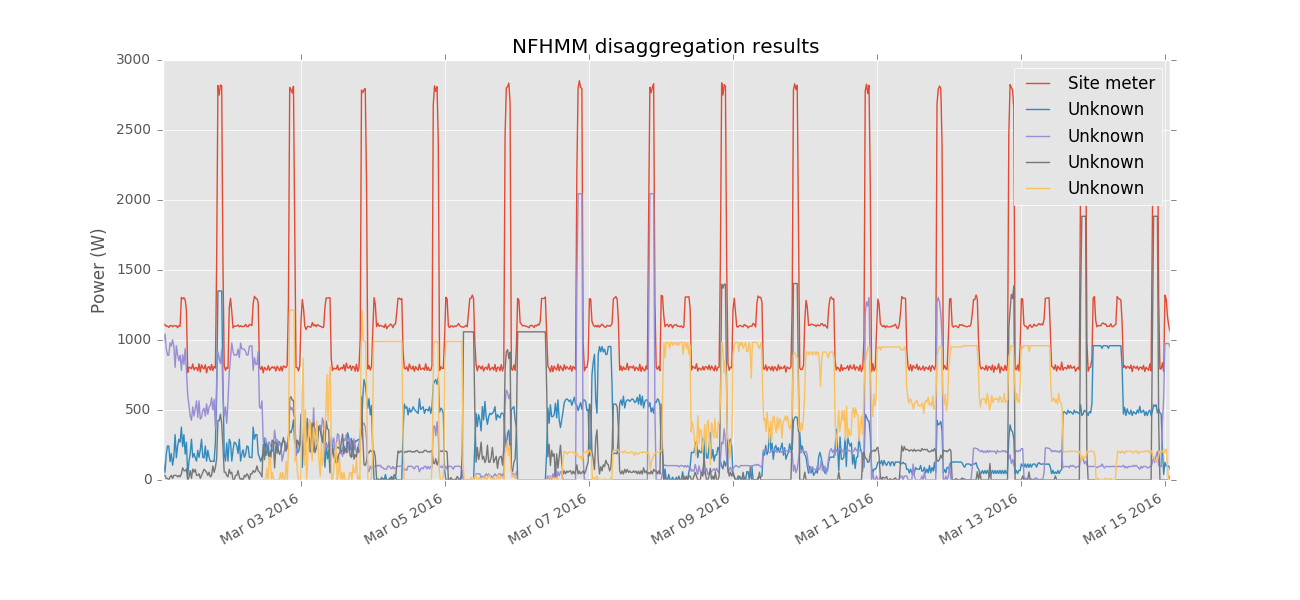 NFHMM disaggregation results
3000
2500
2000
1500
1000
500
0
Power (W)
Site meter
Unknown
Unknown
Unknown
Unknown
Mar 03 2016
Mar 05 2016
Mar 07 2016
Mar 09 2016
Mar 11 2016
Mar 13 2016
Mar 15 2016